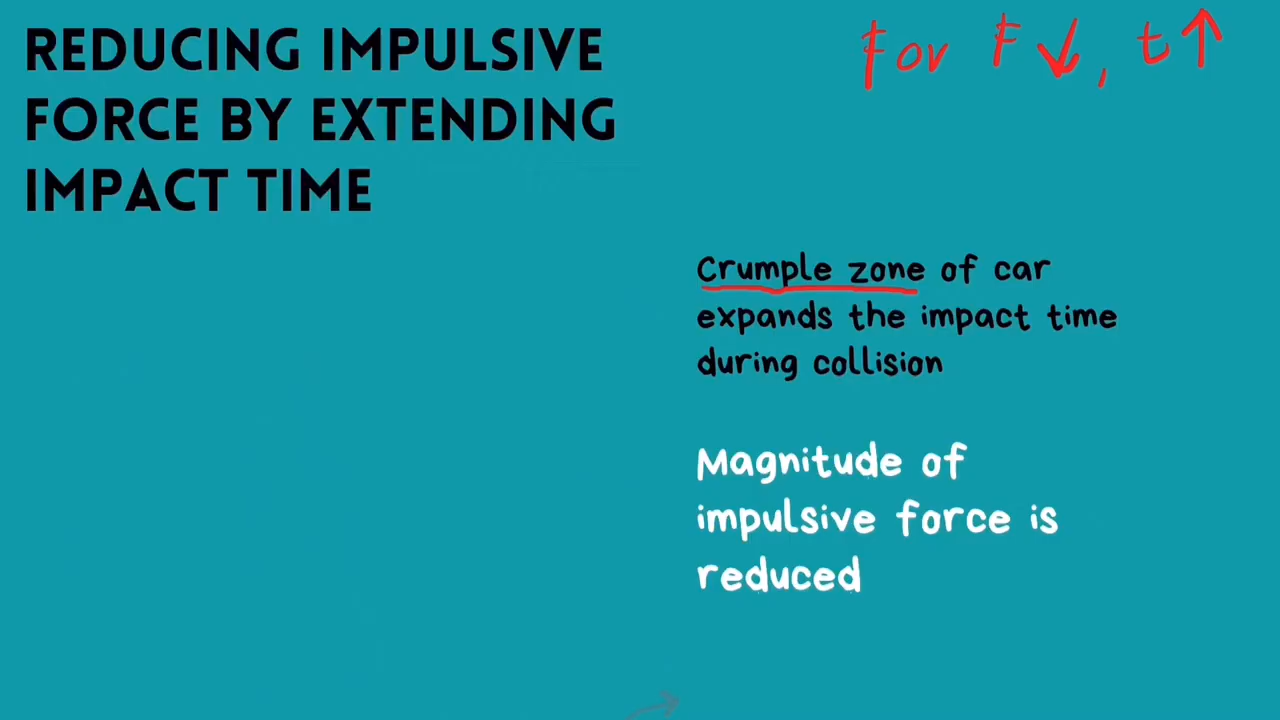 REDUCING IMPULSIVE
FORCE BY EXTENDING
IMPACT TIME
For F↓, t↑
Crumple zone of car
expands the impact time
during collision
Magnitude of
impulsive force is
reduced